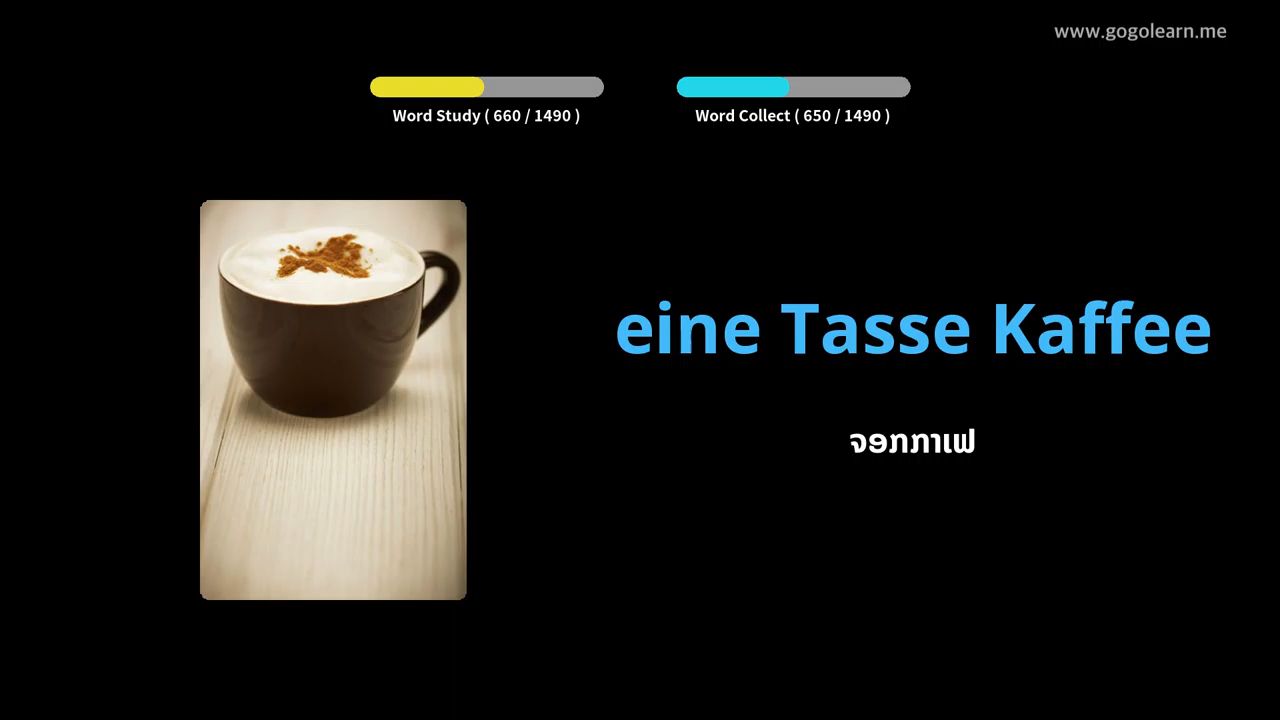 www.gogolearn.me
Word Study ( 660 / 1490 )
Word Collect ( 650 / 1490 )
eine Tasse Kaffee
ຈອກກາເຟ